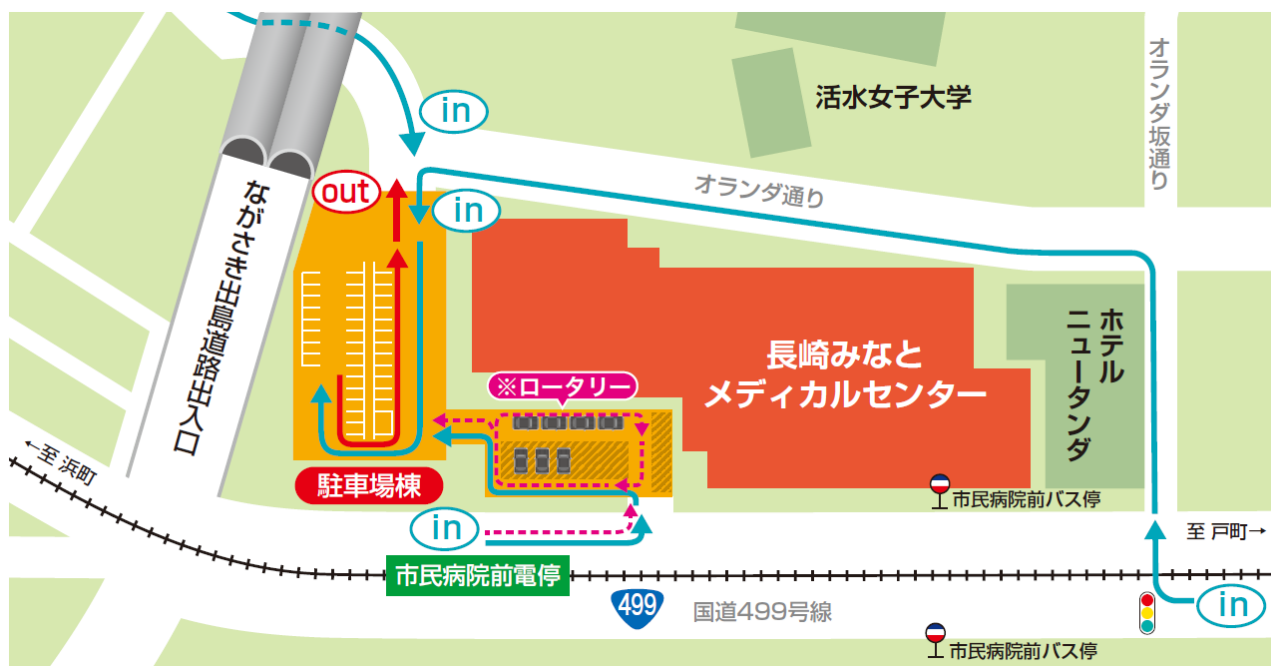 活水女子大学
オランダ坂通り
in
オランダ通り
out
in
ながさき出島道路出入口
長崎みなと
メディカルセンター
ホテル
ニュータンダ
※ロータリー
←至 浜町
駐車場棟
市民病院前バス停
in
至 戸町→
市民病院前電停
499
国道499号線
in
市民病院前バス停